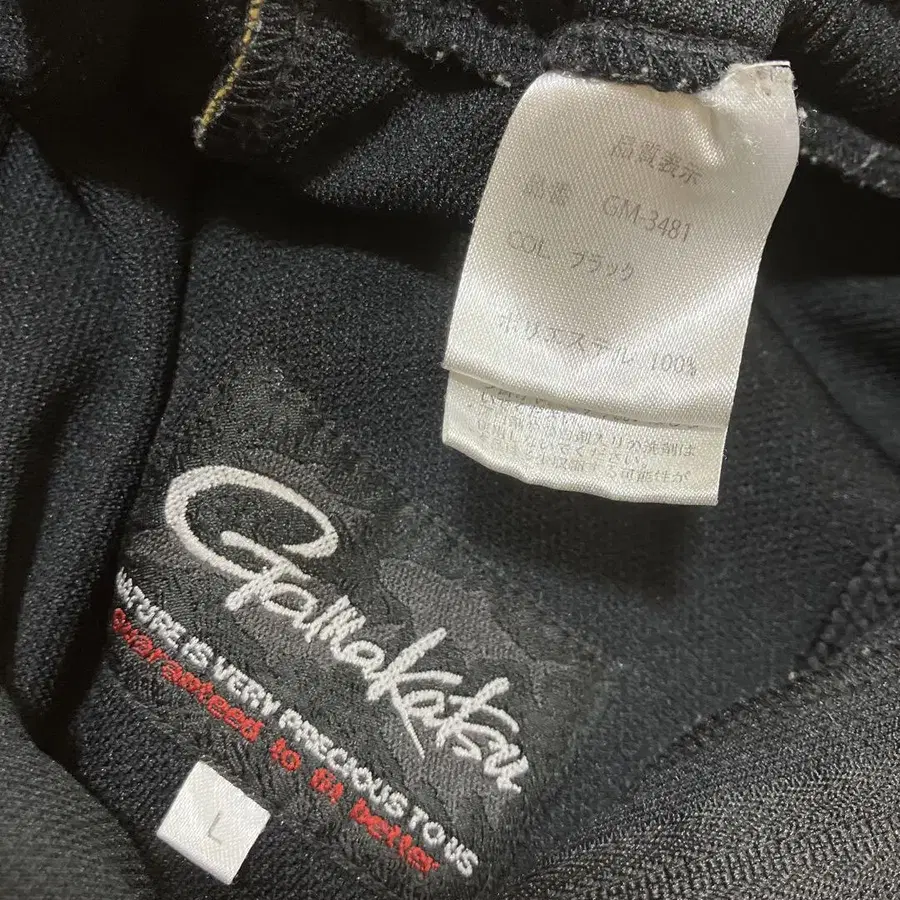 品質表示
品番 GM-3481
COL. ブラック
ポリエステル 100%
Gamakatsu
NATURE IS VERY PRECIOUS TO US
guaranteed to fit better
L